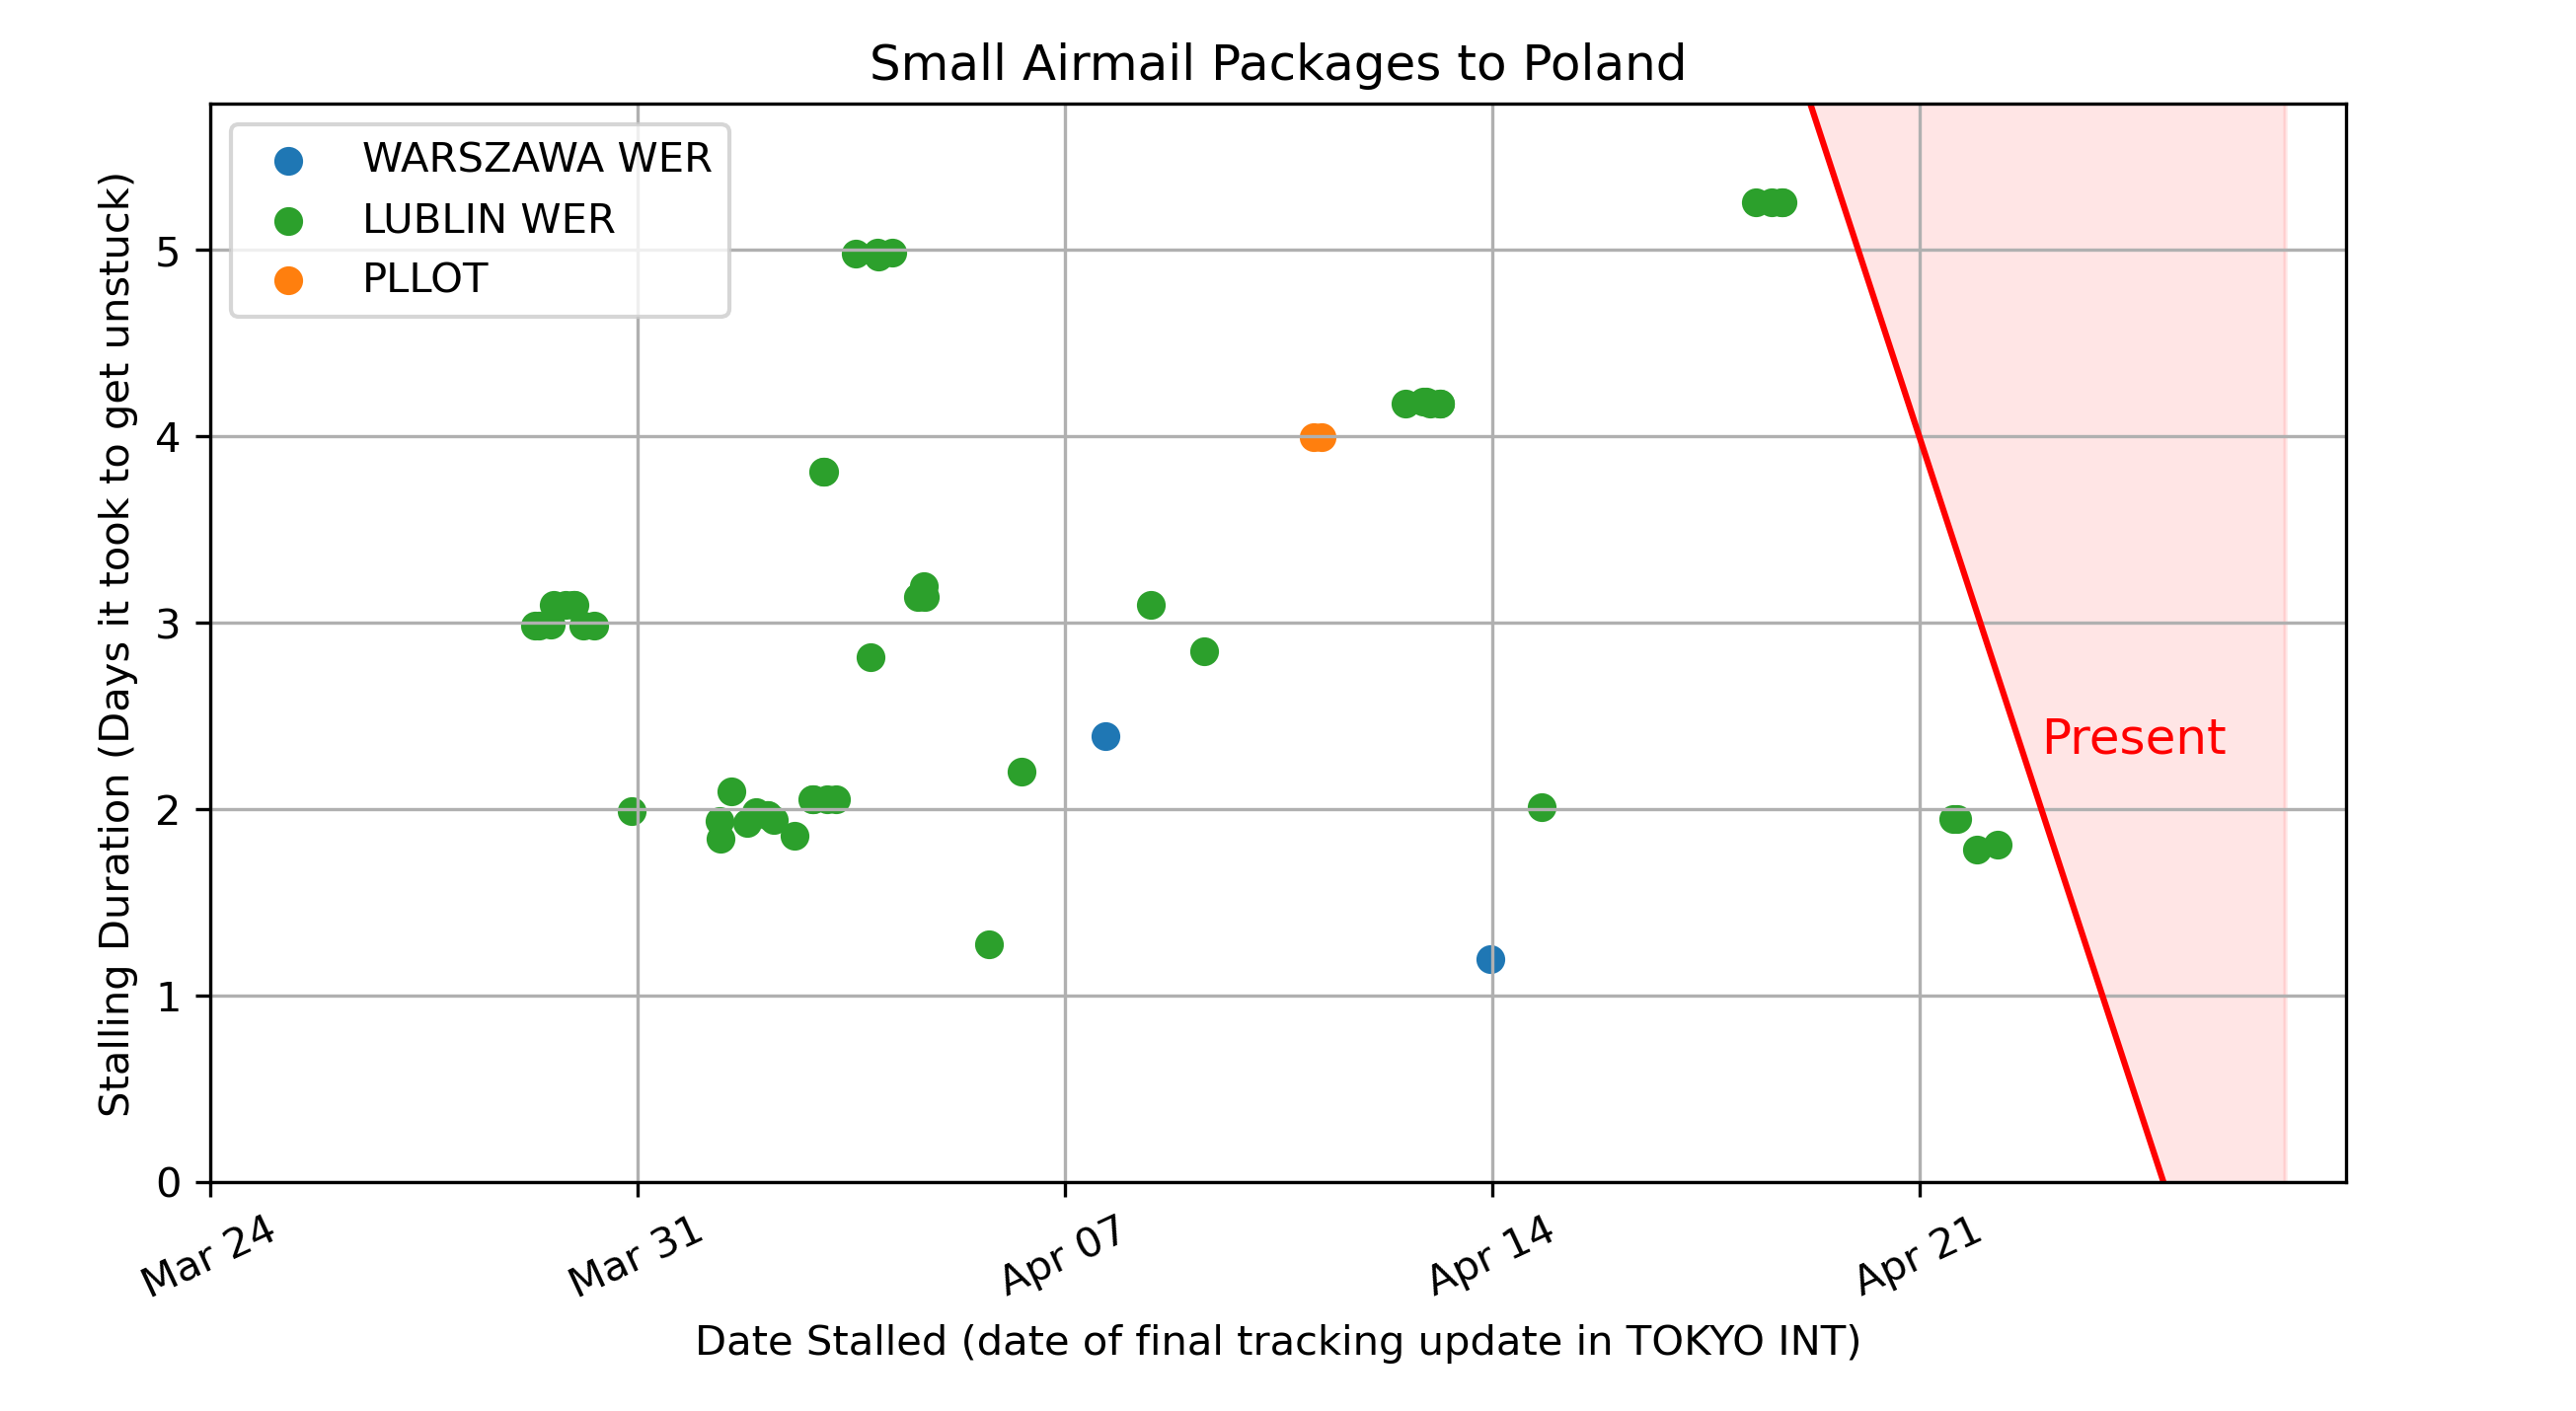 Small Airmail Packages to Poland
WARSZAWA WER
LUBLIN WER
PLLOT
Stalling Duration (Days it took to get unstuck)
5
4
3
2
1
0
Present
Mar 24
Mar 31
Apr 07
Apr 14
Apr 21
Date Stalled (date of final tracking update in TOKYO INT)